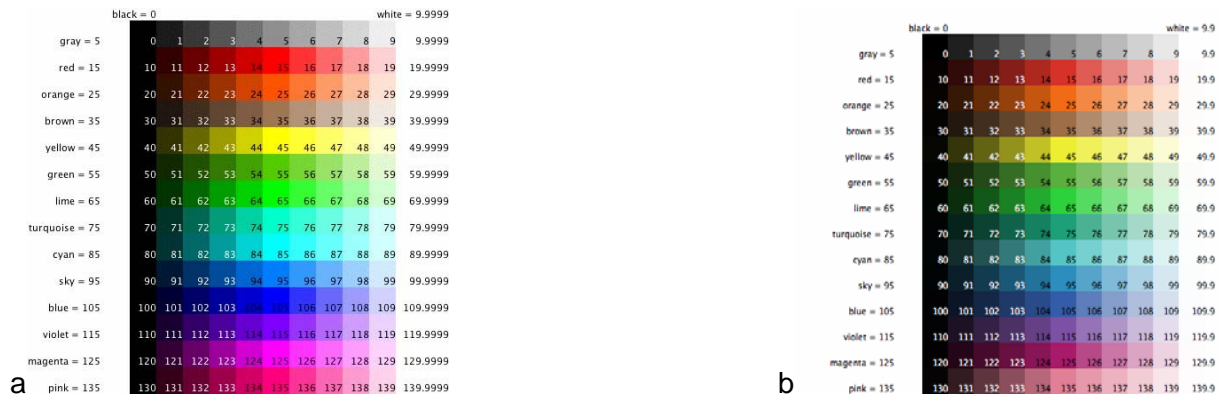 black = 0 white = 9.9999
gray = 5 0 1 2 3 4 5 6 7 8 9 9.9999
red = 15 10 11 12 13 14 15 16 17 18 19 19.9999
orange = 25 20 21 22 23 24 25 26 27 28 29 29.9999
brown = 35 30 31 32 33 34 35 36 37 38 39 39.9999
yellow = 45 40 41 42 43 44 45 46 47 48 49 49.9999
green = 55 50 51 52 53 54 55 56 57 58 59 59.9999
lime = 65 60 61 62 63 64 65 66 67 68 69 69.9999
turquoise = 75 70 71 72 73 74 75 76 77 78 79 79.9999
cyan = 85 80 81 82 83 84 85 86 87 88 89 89.9999
sky = 95 90 91 92 93 94 95 96 97 98 99 99.9999
blue = 105 100 101 102 103 104 105 106 107 108 109 109.9999
violet = 115 110 111 112 113 114 115 116 117 118 119 119.9999
magenta = 125 120 121 122 123 124 125 126 127 128 129 129.9999
pink = 135 130 131 132 133 134 135 136 137 138 139 139.9999
a
black = 0 white = 9.9
gray = 5 0 1 2 3 4 5 6 7 8 9 9.9
red = 15 10 11 12 13 14 15 16 17 18 19 19.9
orange = 25 20 21 22 23 24 25 26 27 28 29 29.9
brown = 35 30 31 32 33 34 35 36 37 38 39 39.9
yellow = 45 40 41 42 43 44 45 46 47 48 49 49.9
green = 55 50 51 52 53 54 55 56 57 58 59 59.9
lime = 65 60 61 62 63 64 65 66 67 68 69 69.9
turquoise = 75 70 71 72 73 74 75 76 77 78 79 79.9
cyan = 85 80 81 82 83 84 85 86 87 88 89 89.9
sky = 95 90 91 92 93 94 95 96 97 98 99 99.9
blue = 105 100 101 102 103 104 105 106 107 108 109 109.9
violet = 115 110 111 112 113 114 115 116 117 118 119 119.9
magenta = 125 120 121 122 123 124 125 126 127 128 129 129.9
pink = 135 130 131 132 133 134 135 136 137 138 139 139.9
b